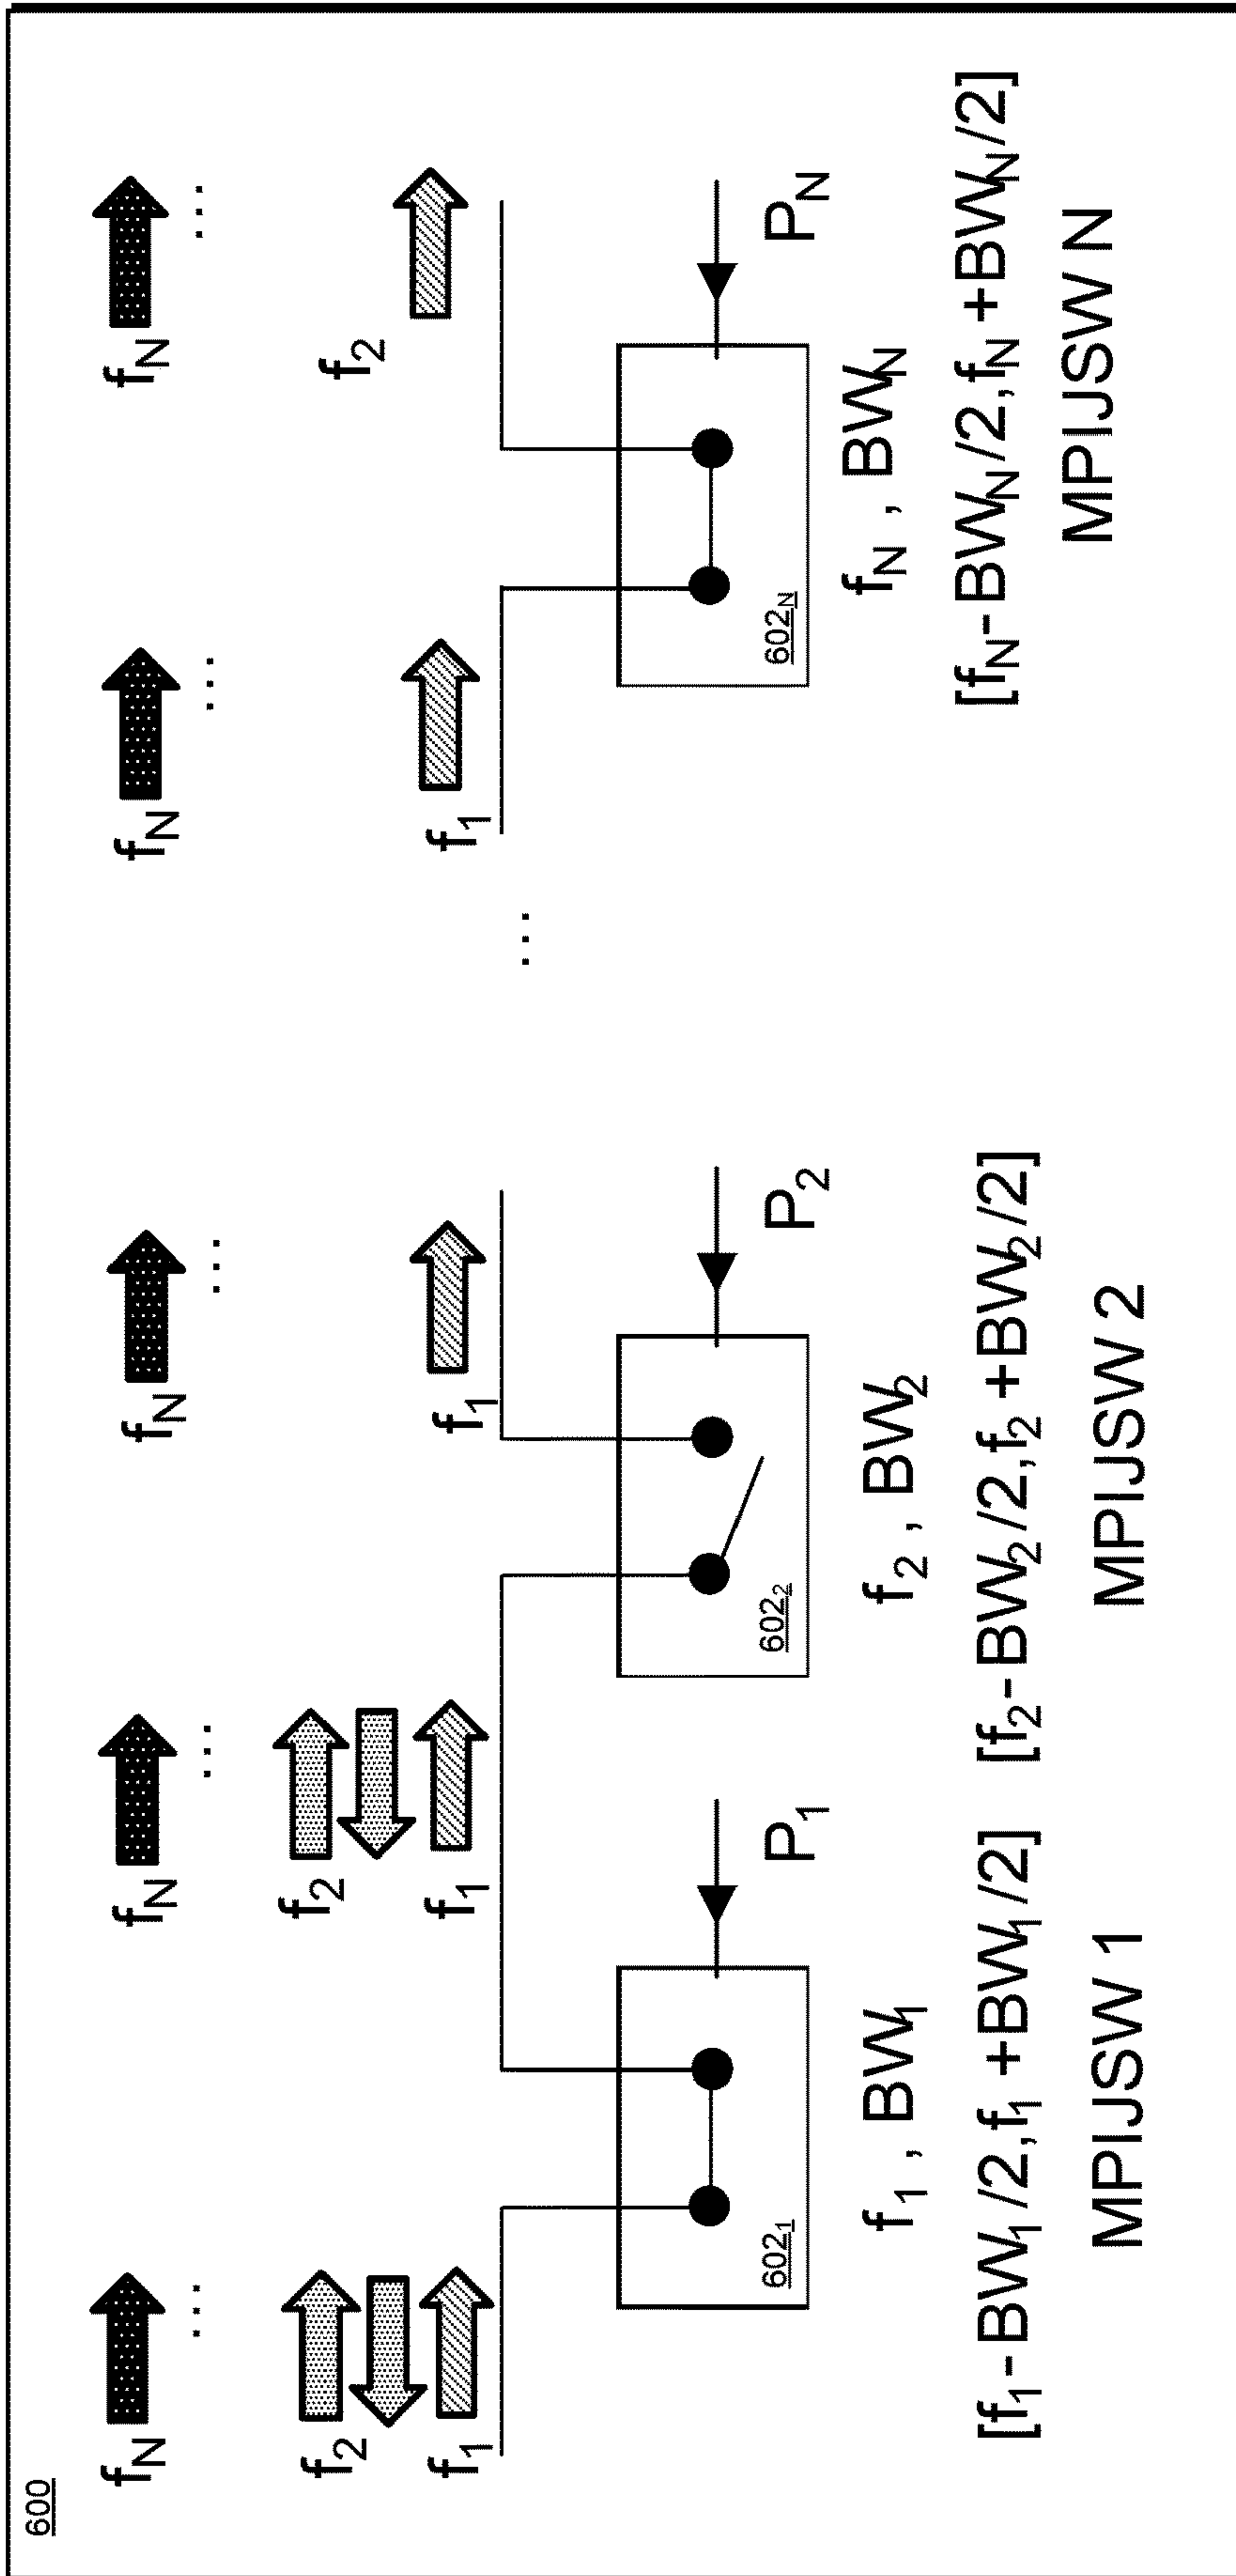 600
f_N f_N f_N f_N f_N
... ... ... ... ...
f_2 f_2 f_2
f_1 f_1 f_1 f_1
...
602_1 602_2 602_N
P_1 P_2 P_N
f_1 , BW_1 f_2 , BW_2 f_N , BW_N
[f_1-BW_1/2,f_1+BW_1/2] [f_2-BW_2/2,f_2+BW_2/2] [f_N-BW_N/2,f_N+BW_N/2]
MPIJSW 1 MPIJSW 2 MPIJSW N